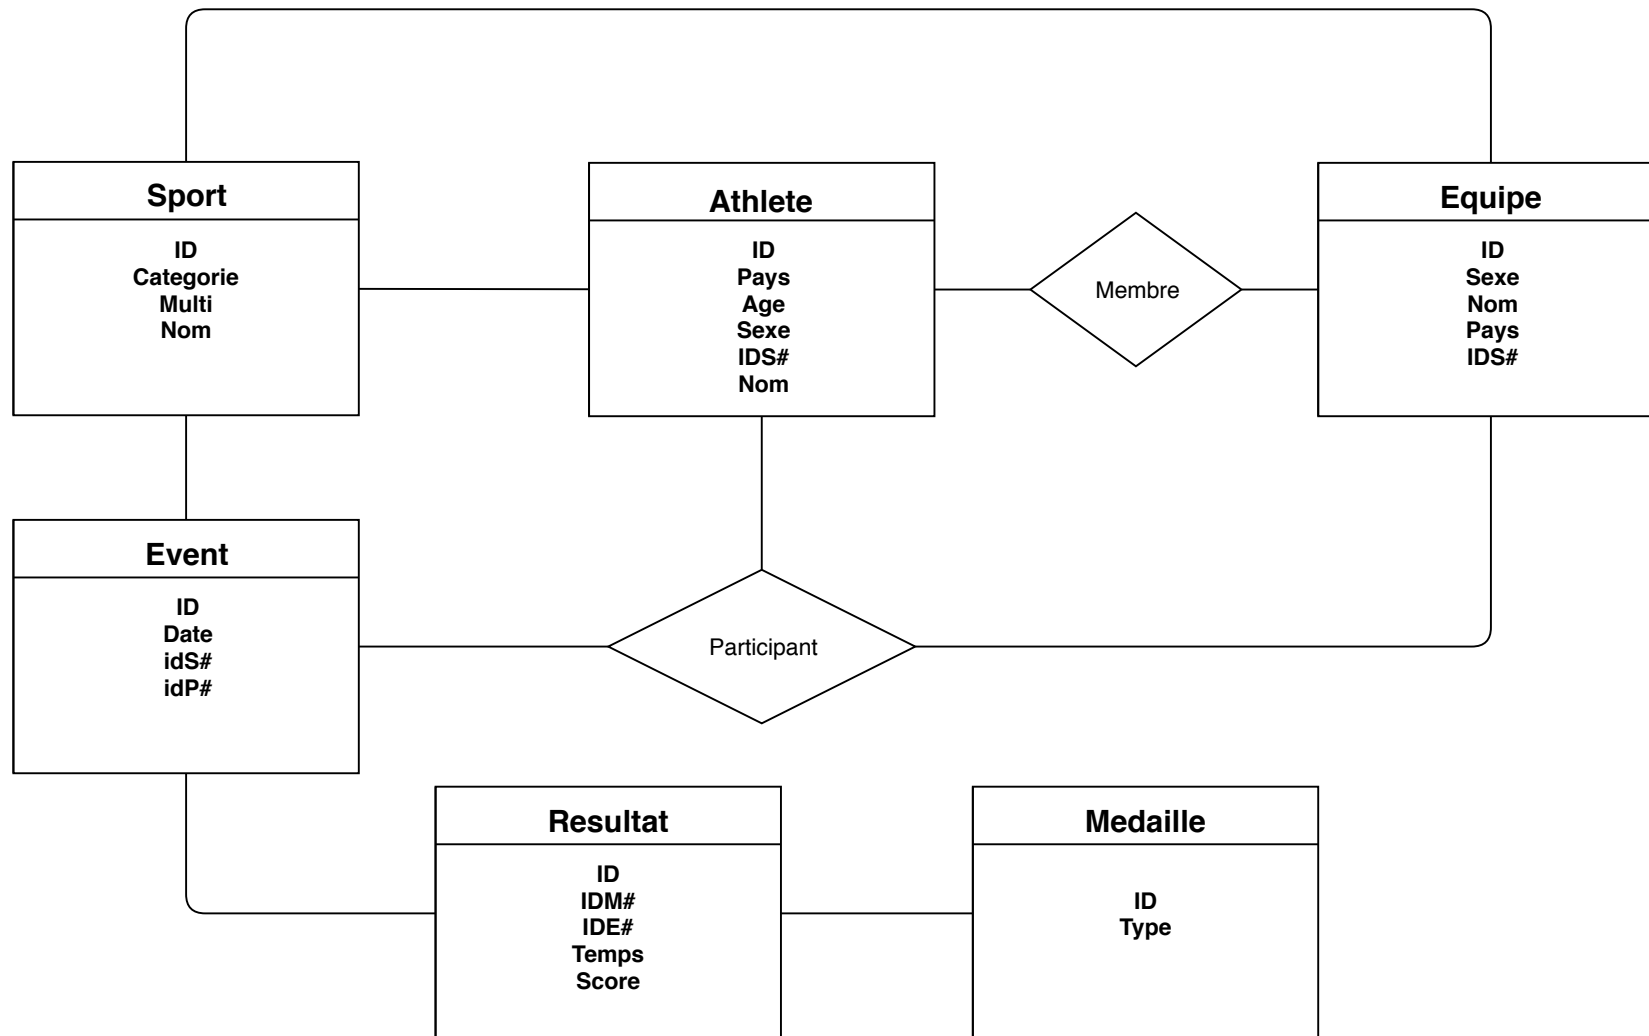 Sport
ID
Categorie
Multi
Nom
Athlete
ID
Pays
Age
Sexe
IDS#
Nom
Membre
Equipe
ID
Sexe
Nom
Pays
IDS#
Event
ID
Date
idS#
idP#
Participant
Resultat
ID
IDM#
IDE#
Temps
Score
Medaille
ID
Type